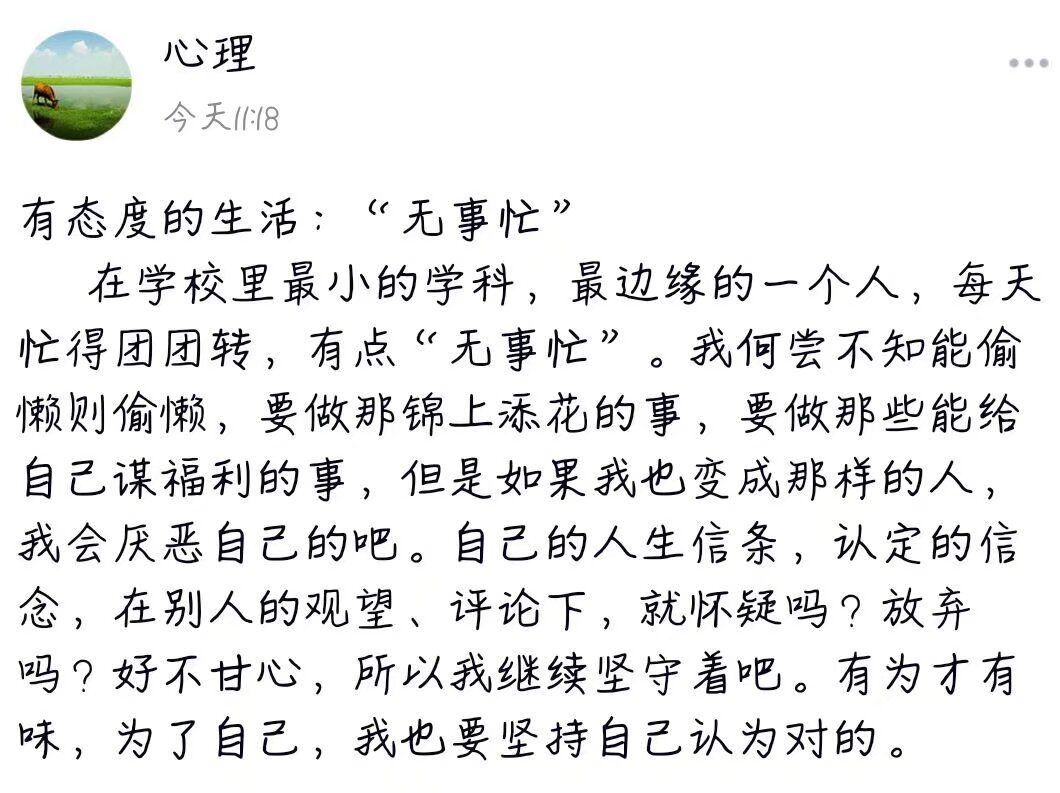 心理
今天11:18
有态度的生活：“无事忙”
在学校里最小的学科，最边缘的一个人，每天
忙得团团转，有点“无事忙”。我何尝不知能偷
懒则偷懒，要做那锦上添花的事，要做那些能给
自己谋福利的事，但是如果我也变成那样的人，
我会厌恶自己的吧。自己的人生信条，认定的信
念，在别人的观望、评论下，就怀疑吗？放弃
吗？好不甘心，所以我继续坚守着吧。有为才有
味，为了自己，我也要坚持自己认为对的。